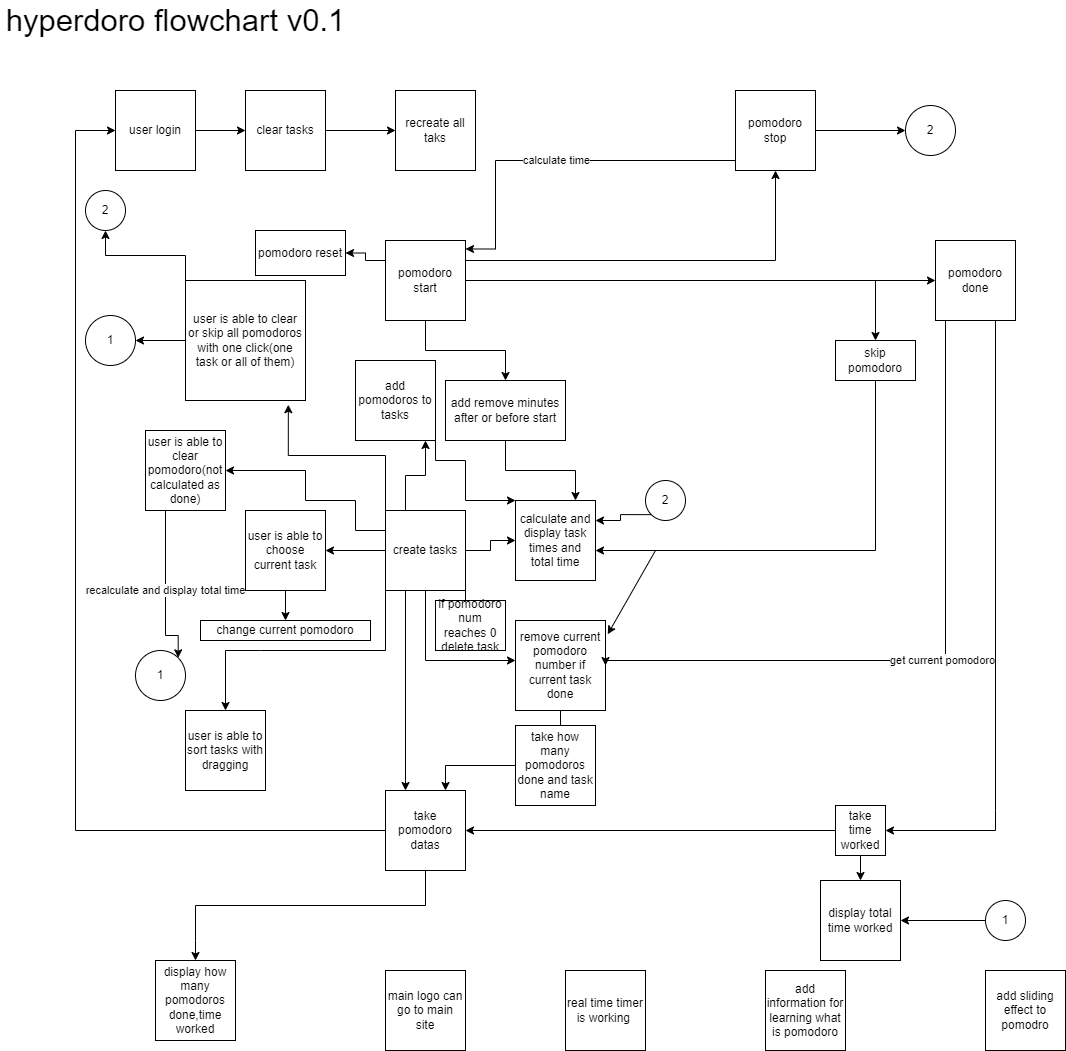 hyperdoro flowchart v0.1
user login
clear tasks
recreate all
taks
pomodoro
stop
2
calculate time
2
pomodoro reset
pomodoro
start
pomodoro
done
user is able to clear
or skip all pomodoros
with one click(one
task or all of them)
1
skip
pomodoro
add
pomodoros to
tasks
add remove minutes
after or before start
user is able to
clear
pomodoro(not
calculated as
done)
2
calculate and
display task
times and
total time
user is able to
choose
current task
create tasks
recalculate and display total time
if pomodoro
num
reaches 0
delete task
change current pomodoro
remove current
pomodoro
number if
current task
done
get current pomodoro
1
user is able to
sort tasks with
dragging
take how
many
pomodoros
done and task
name
take
pomodoro
datas
take
time
worked
display total
time worked
1
display how
many
pomodoros
done,time
worked
main logo can
go to main
site
real time timer
is working
add
information for
learning what
is pomodoro
add sliding
effect to
pomodro